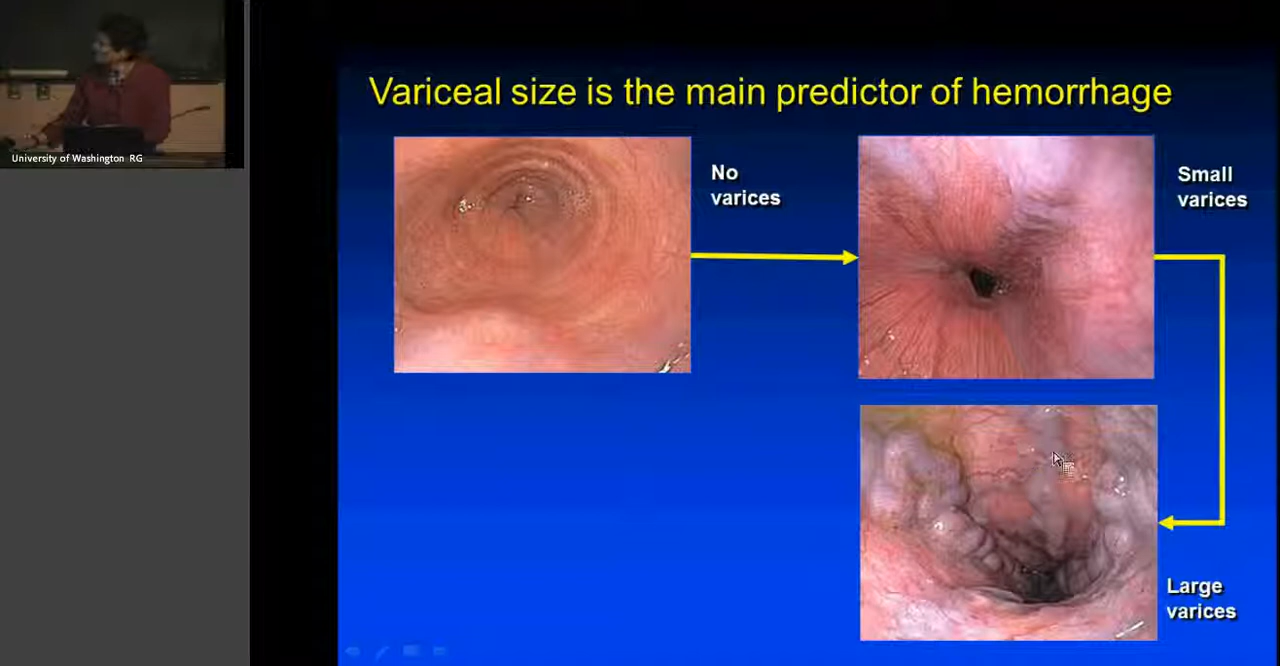 Variceal size is the main predictor of hemorrhage
No
varices
Small
varices
University of Washington RG
Large
varices